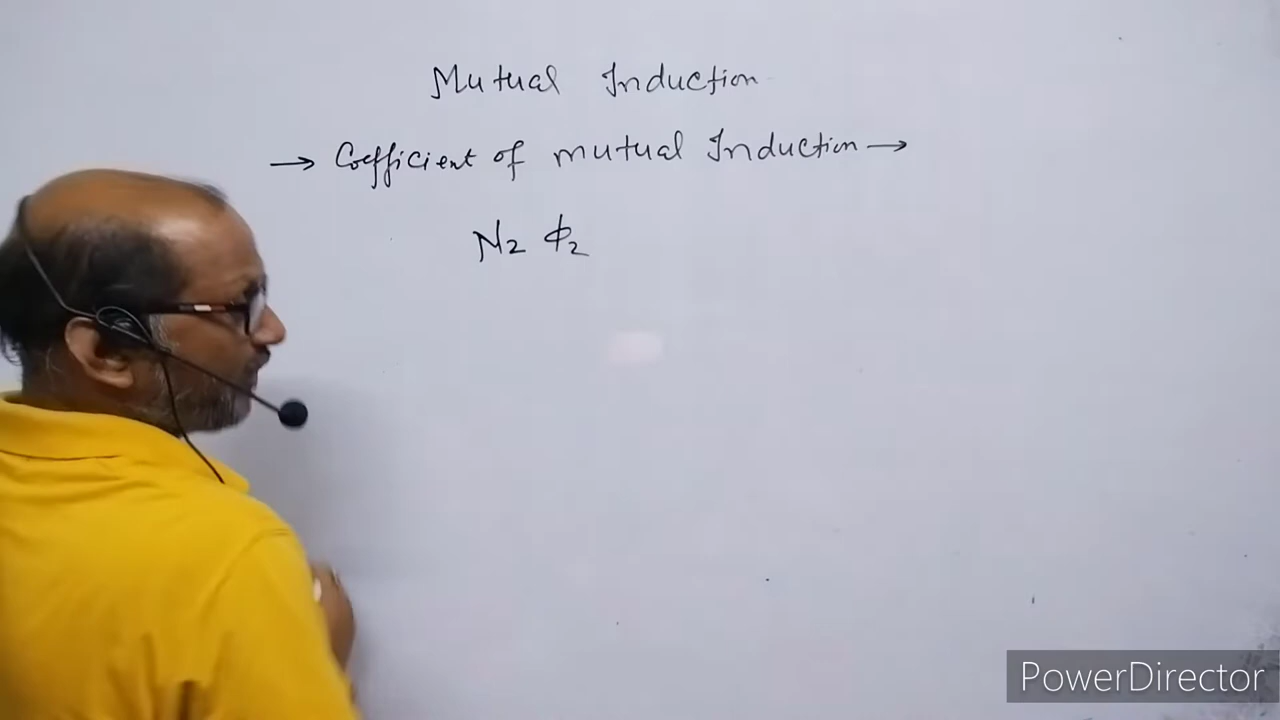 Mutual Induction
→ Coefficient of mutual Induction →
N2 ϕ2
PowerDirector